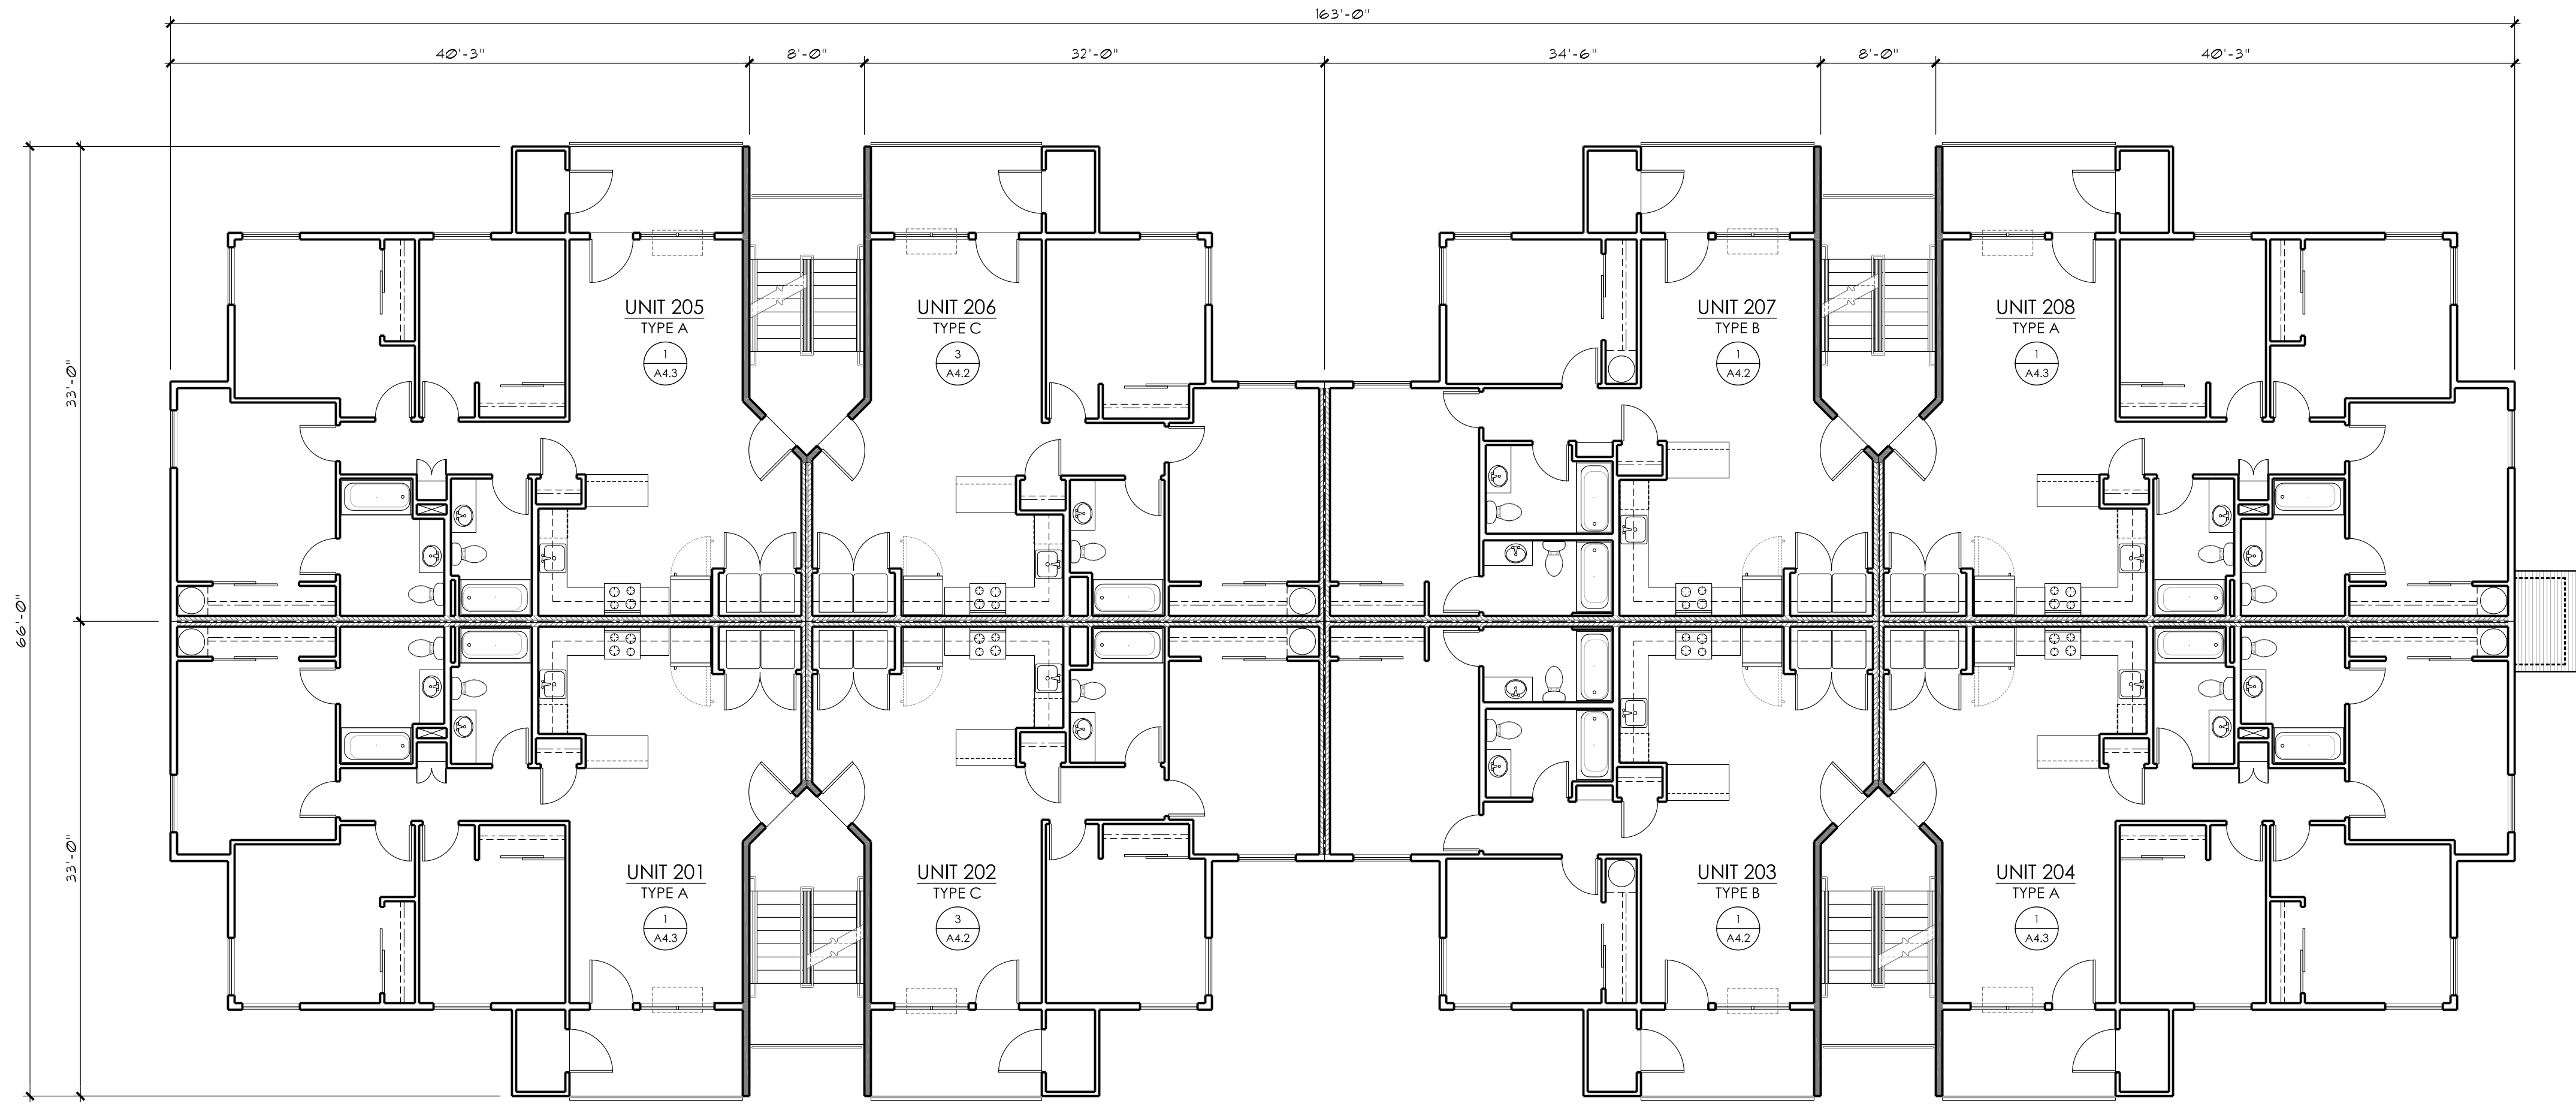 163'-0"
40'-3"
8'-0"
32'-0"
34'-6"
8'-0"
40'-3"
66'-0"
33'-0"
33'-0"
UNIT 205
TYPE A
1
A4.3
UNIT 206
TYPE C
3
A4.2
UNIT 207
TYPE B
1
A4.2
UNIT 208
TYPE A
1
A4.3
UNIT 201
TYPE A
1
A4.3
UNIT 202
TYPE C
3
A4.2
UNIT 203
TYPE B
1
A4.2
UNIT 204
TYPE A
1
A4.3